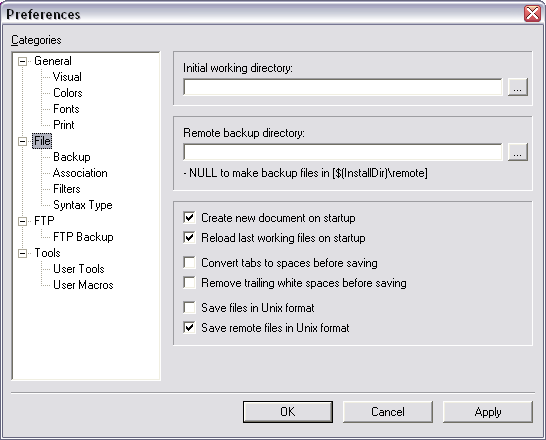 Preferences
Categories
General
Visual
Colors
Fonts
Print
File
Backup
Association
Filters
Syntax Type
FTP
FTP Backup
Tools
User Tools
User Macros
Initial working directory:
...
Remote backup directory:
...
- NULL to make backup files in [$(InstallDir)\remote]
Create new document on startup
Reload last working files on startup
Convert tabs to spaces before saving
Remove trailing white spaces before saving
Save files in Unix format
Save remote files in Unix format
OK
Cancel
Apply